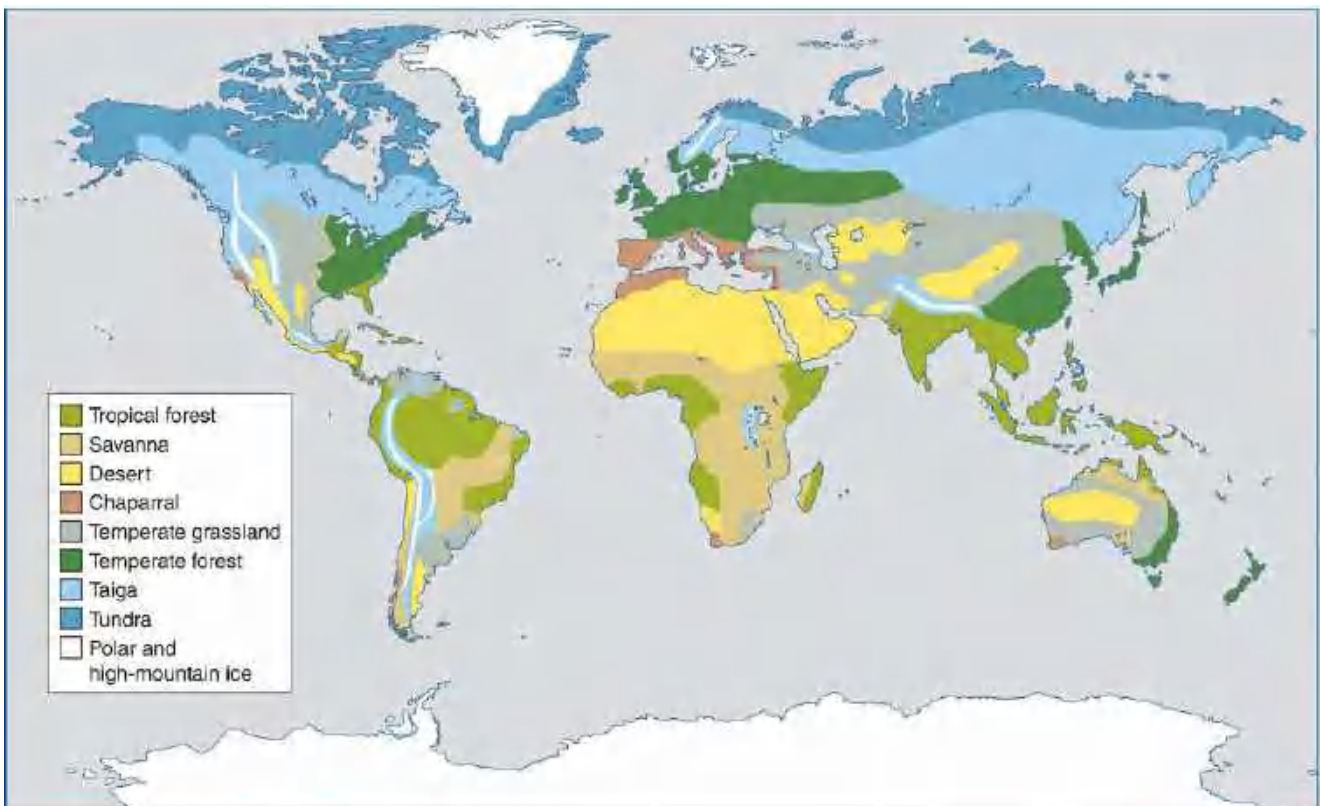 Tropical forest
Savanna
Desert
Chaparral
Temperate grassland
Temperate forest
Taiga
Tundra
Polar and
high-mountain ice